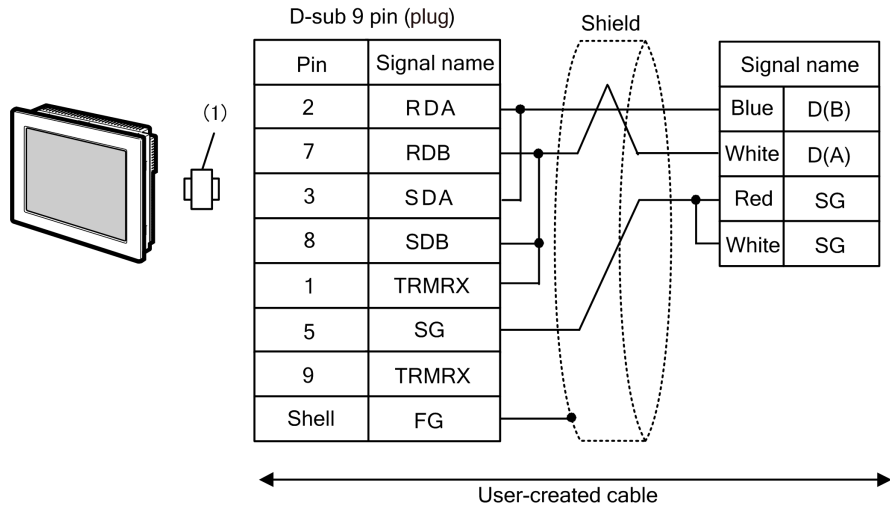 D-sub 9 pin (plug)
Shield
(1)
Pin Signal name
2 RDA
7 RDB
3 SDA
8 SDB
1 TRMRX
5 SG
9 TRMRX
Shell FG
Signal name
Blue D(B)
White D(A)
Red SG
White SG
User-created cable